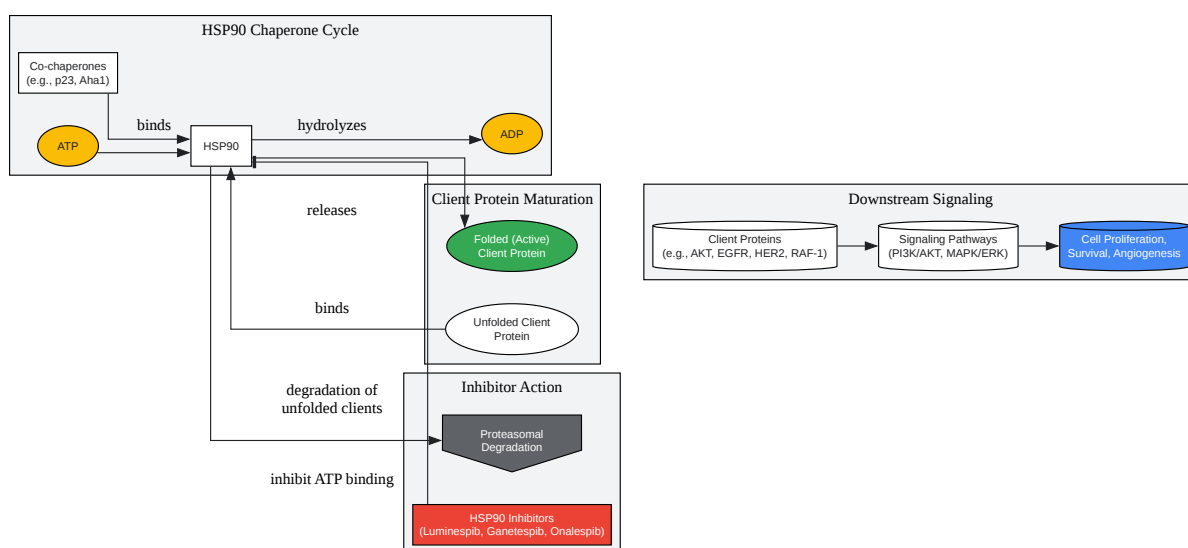 HSP90 Chaperone Cycle
Co-chaperones
(e.g., p23, Aha1)
binds
hydrolyzes
ATP
HSP90
ADP
releases
Client Protein Maturation
Folded (Active)
Client Protein
binds
Unfolded Client
Protein
Downstream Signaling
Client Proteins
(e.g., AKT, EGFR, HER2, RAF-1)
Signaling Pathways
(PI3K/AKT, MAPK/ERK)
Cell Proliferation,
Survival, Angiogenesis
degradation of
unfolded clients
Inhibitor Action
Proteasomal
Degradation
inhibit ATP binding
HSP90 Inhibitors
(Luminespib, Ganetespib, Onalespib)